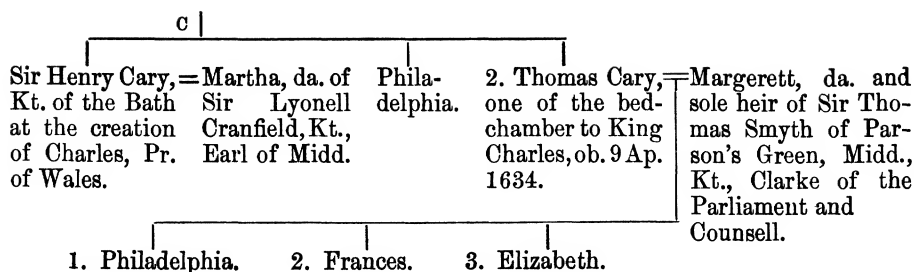 C
Sir Henry Cary,
Kt. of the Bath
at the creation
of Charles, Pr.
of Wales.
=
Martha, da. of
Sir Lyonell
Cranfield, Kt.,
Earl of Midd.
Phila-
delphia.
2. Thomas Cary,
one of the bed-
chamber to King
Charles, ob. 9 Ap.
1634.
=
Margerett, da. and
sole heir of Sir Tho-
mas Smyth of Par-
son's Green, Midd.,
Kt., Clarke of the
Parliament and
Counsell.
1. Philadelphia. 2. Frances. 3. Elizabeth.